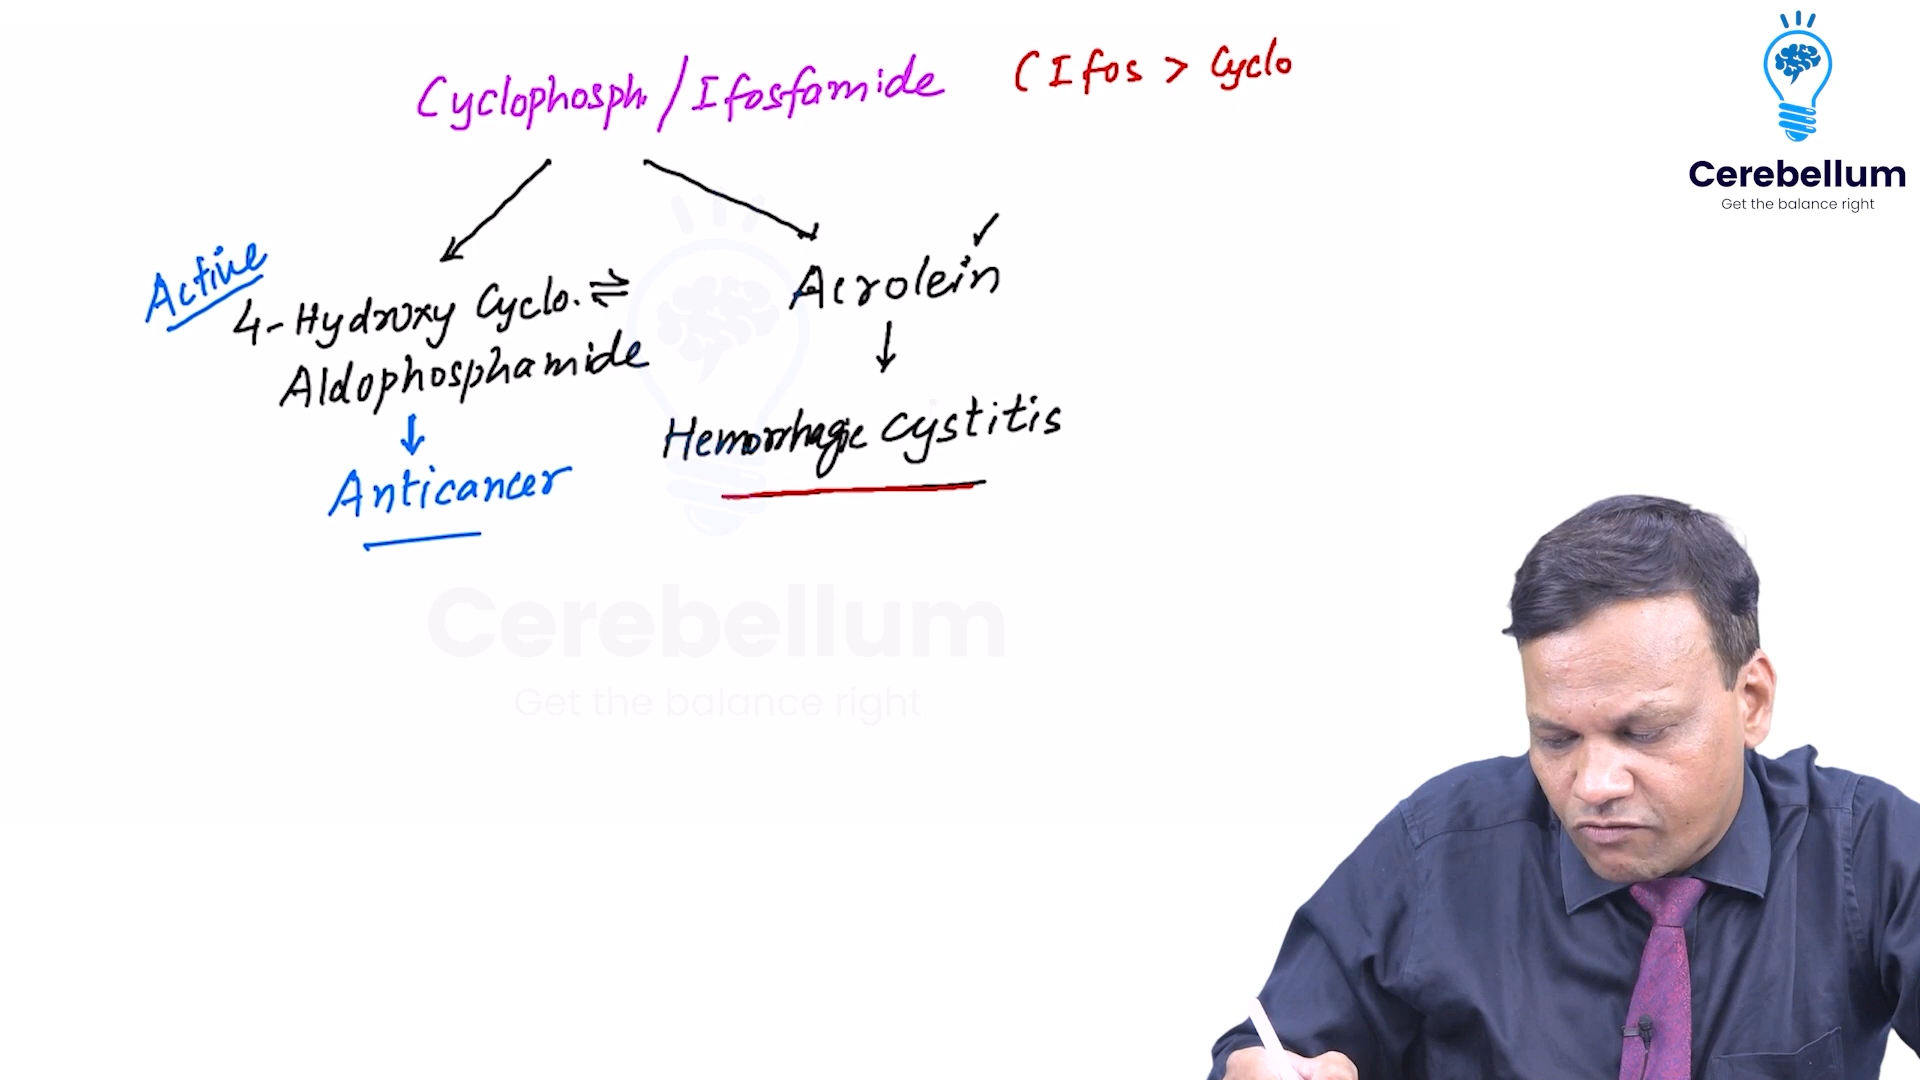 Cyclophosph. / Ifosfamide (Ifos > Cyclo
Cerebellum
Get the balance right
Active
4-Hydroxy Cyclo. ⇌
Aldophosphamide
Acrolein ✓
Hemorrhagic cystitis
Anticancer
Cerebellum
Get the balance right